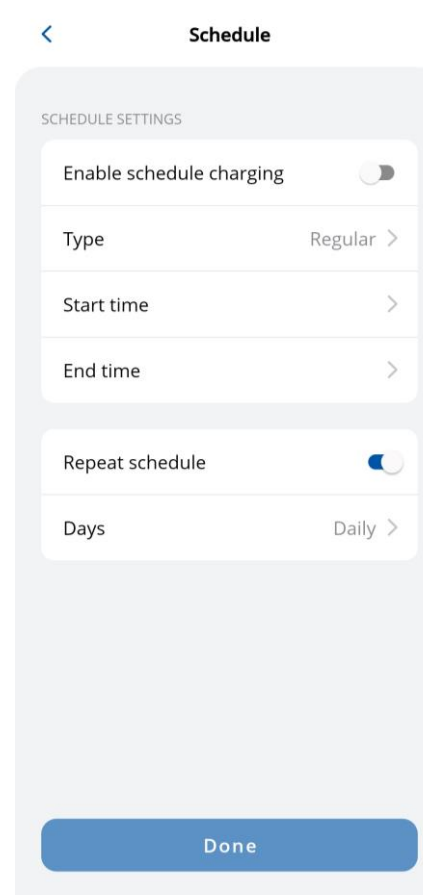 Schedule
SCHEDULE SETTINGS
Enable schedule charging
Type Regular
Start time
End time
Repeat schedule
Days Daily
Done